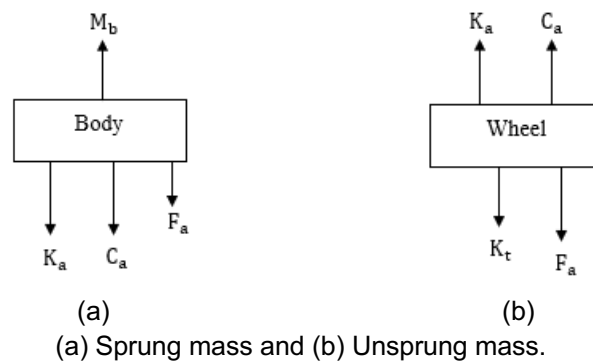 M_b
Body
K_a
C_a
F_a
(a)
K_a
C_a
Wheel
K_t
F_a
(b)
(a) Sprung mass and (b) Unsprung mass.